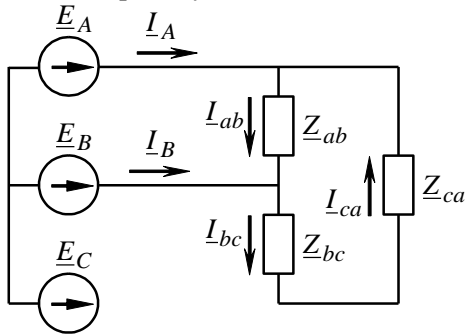 E_A I_A
I_ab Z_ab
E_B I_B
I_ca Z_ca
I_bc Z_bc
E_C